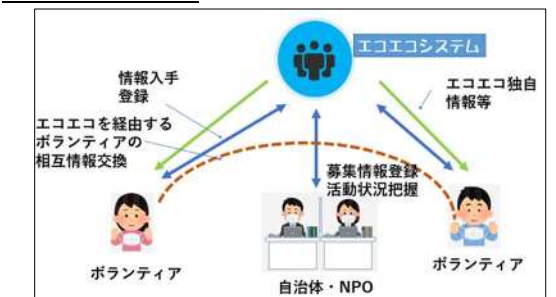 エコエコシステム
情報入手
登録
エコエコ独自
情報等
エコエコを経由する
ボランティアの
相互情報交換
募集情報登録
活動状況把握
ボランティア
自治体・NPO
ボランティア